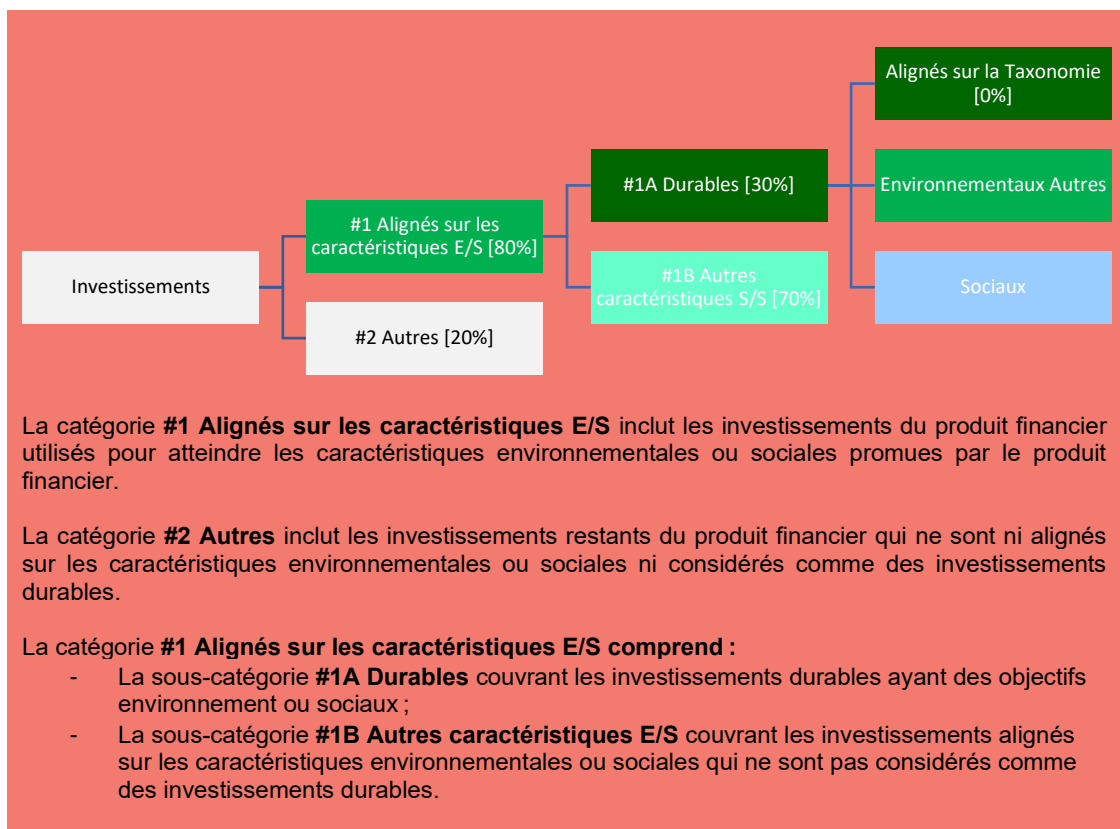 Alignés sur la Taxonomie
[0%]
#1A Durables [30%]
Environnementaux Autres
#1 Alignés sur les
caractéristiques E/S [80%]
Investissements
#1B Autres
caractéristiques S/S [70%]
Sociaux
#2 Autres [20%]
La catégorie #1 Alignés sur les caractéristiques E/S inclut les investissements du produit financier
utilisés pour atteindre les caractéristiques environnementales ou sociales promues par le produit
financier.
La catégorie #2 Autres inclut les investissements restants du produit financier qui ne sont ni alignés
sur les caractéristiques environnementales ou sociales ni considérés comme des investissements
durables.
La catégorie #1 Alignés sur les caractéristiques E/S comprend :
- La sous-catégorie #1A Durables couvrant les investissements durables ayant des objectifs
environnement ou sociaux ;
- La sous-catégorie #1B Autres caractéristiques E/S couvrant les investissements alignés
sur les caractéristiques environnementales ou sociales qui ne sont pas considérés comme
des investissements durables.